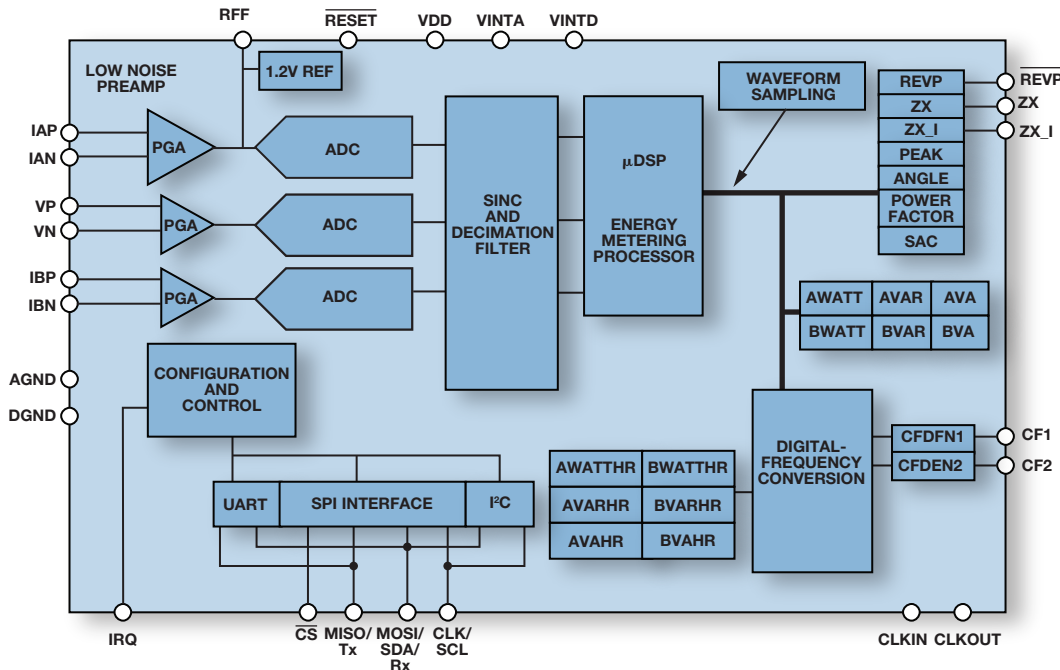 RFF
RESET
VDD
VINTA
VINTD
LOW NOISE
PREAMP
1.2V REF
WAVEFORM
SAMPLING
REVP
ZX
ZX_I
PEAK
ANGLE
POWER
FACTOR
SAC
REVP
ZX
ZX_I
IAP
IAN
PGA
ADC
VP
VN
PGA
ADC
IBP
IBN
PGA
ADC
SINC
AND
DECIMATION
FILTER
μDSP
ENERGY
METERING
PROCESSOR
AWATT
AVAR
AVA
BWATT
BVAR
BVA
AGND
DGND
CONFIGURATION
AND
CONTROL
DIGITAL-
FREQUENCY
CONVERSION
CFDFN1
CF1
CFDEN2
CF2
AWATTHR
BWATTHR
AVARHR
BVARHR
AVAHR
BVAHR
UART
SPI INTERFACE
I²C
IRQ
CS
MISO/
Tx
MOSI/
SDA/
Rx
CLK/
SCL
CLKIN
CLKOUT